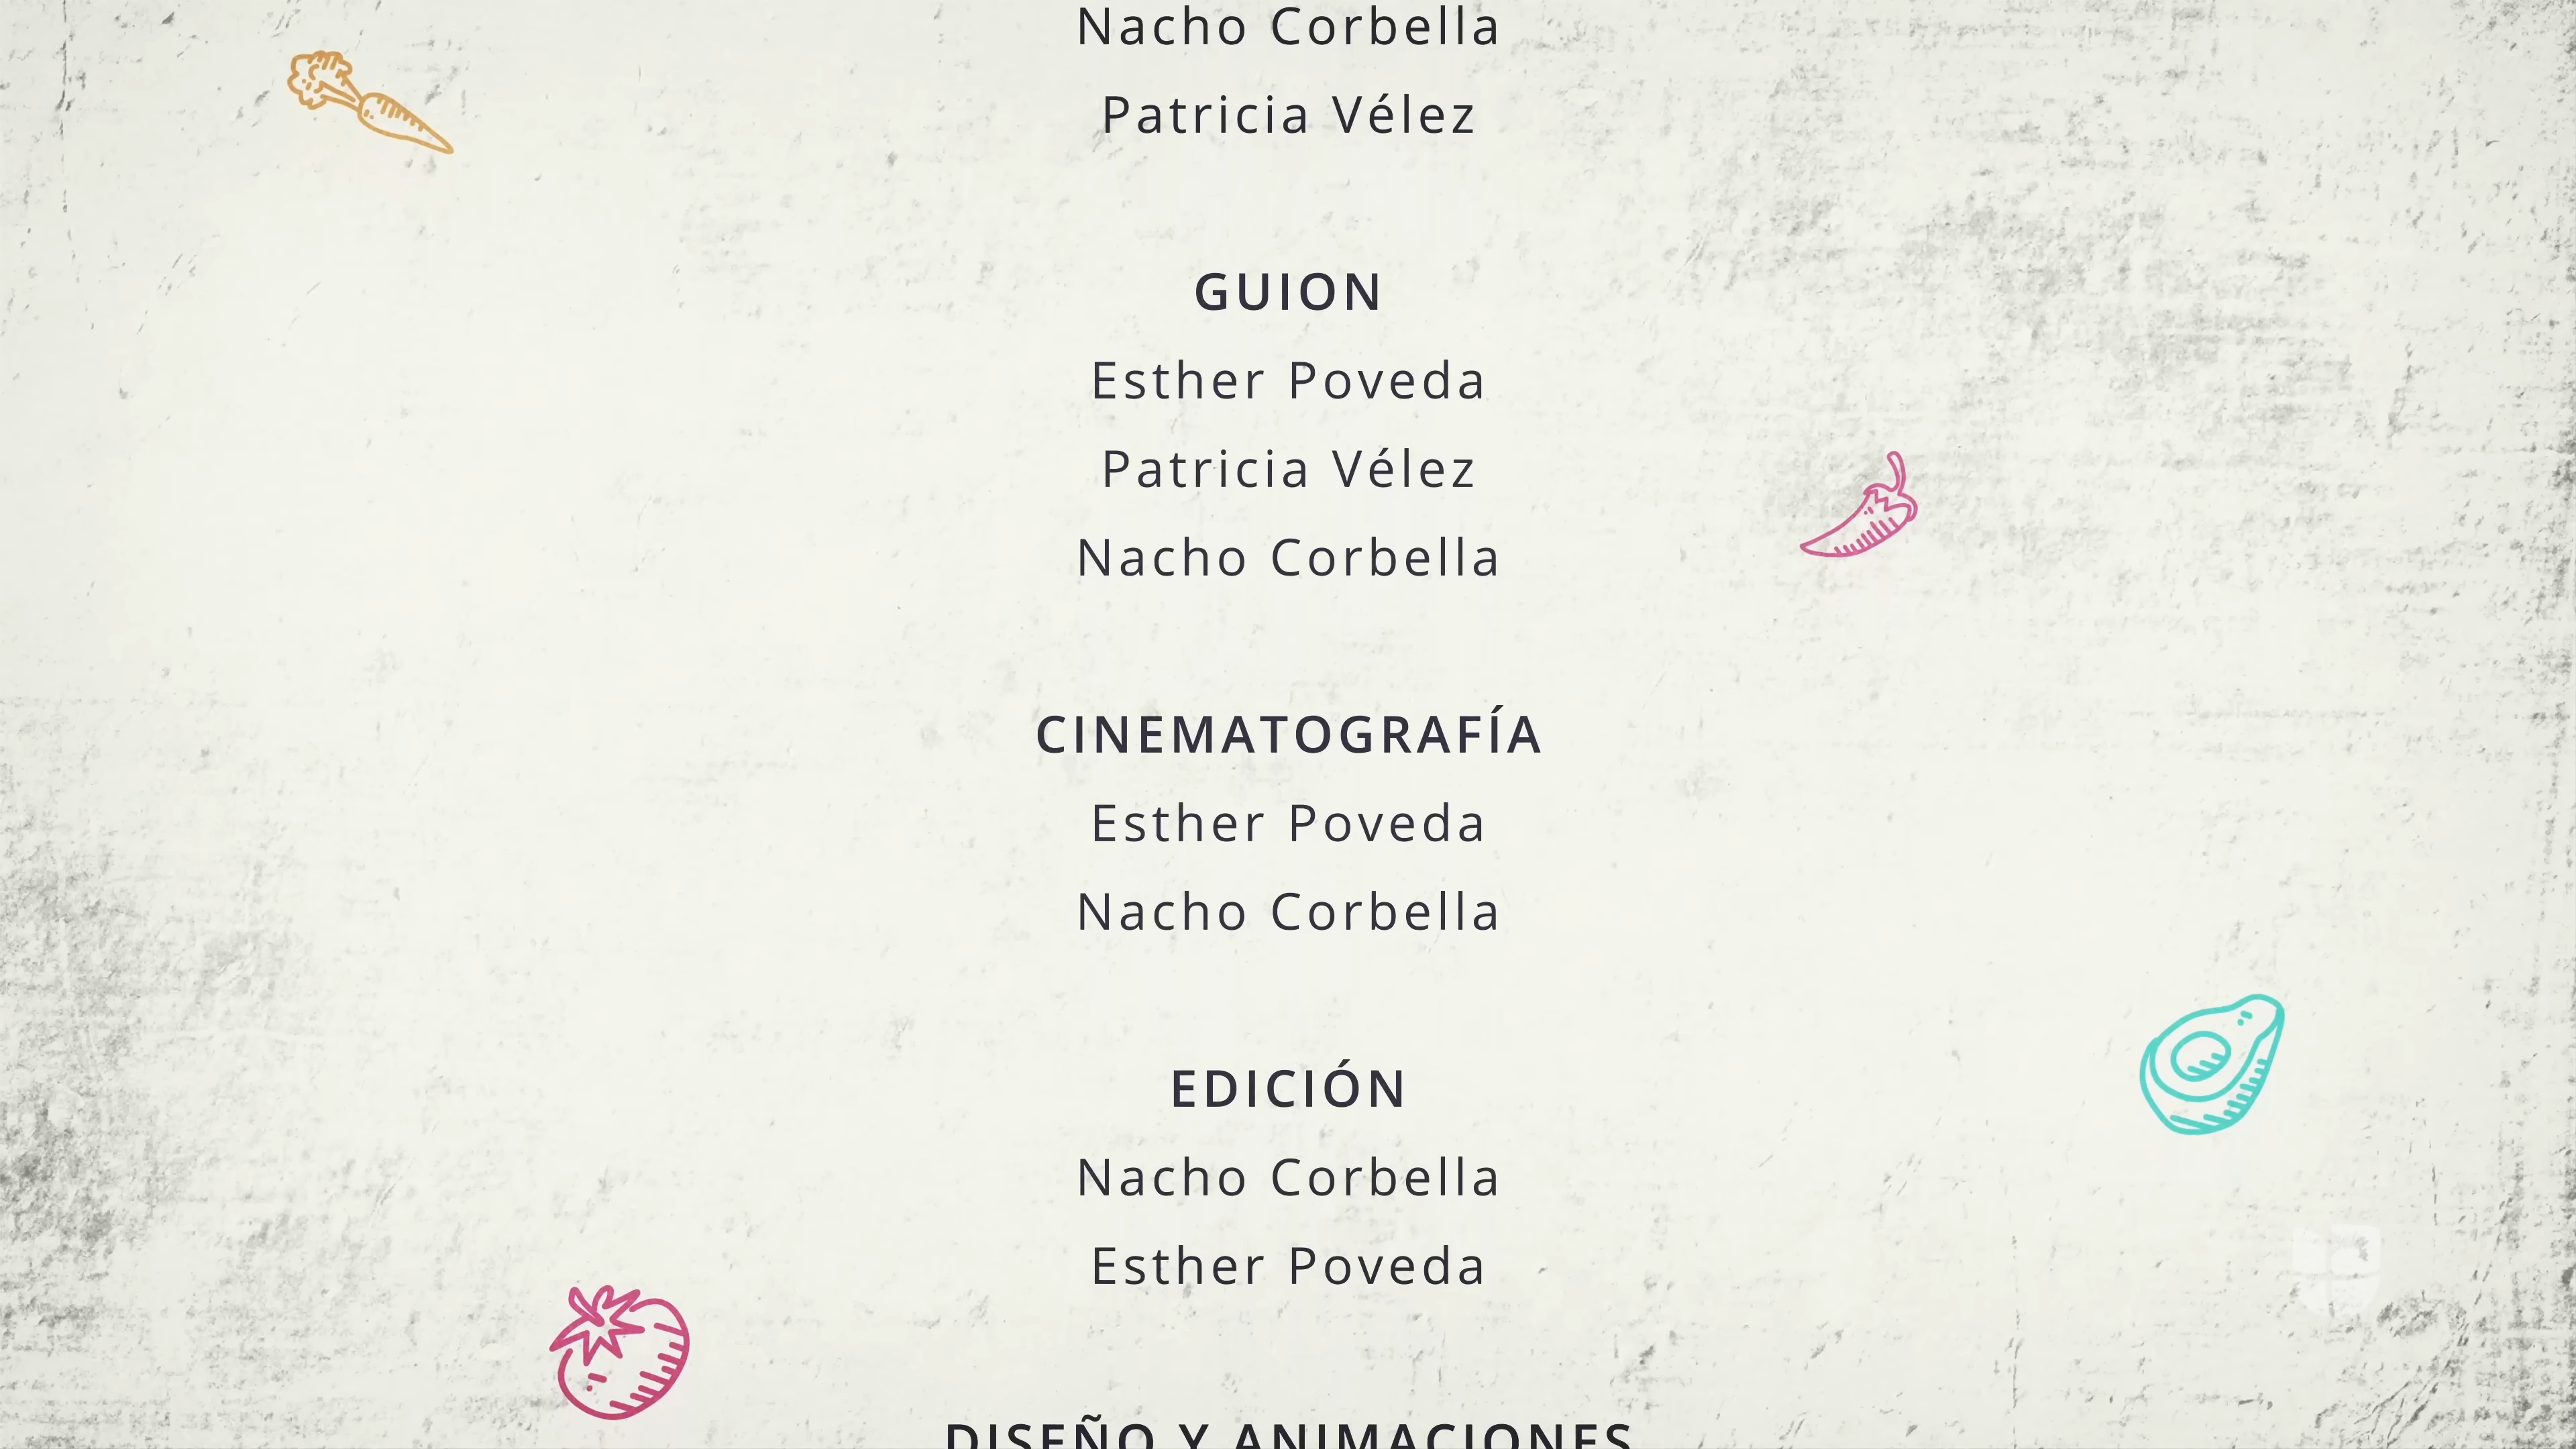 Nacho Corbella
Patricia Vélez
GUION
Esther Poveda
Patricia Vélez
Nacho Corbella
CINEMATOGRAFÍA
Esther Poveda
Nacho Corbella
EDICIÓN
Nacho Corbella
Esther Poveda
DISEÑO Y ANIMACIONES